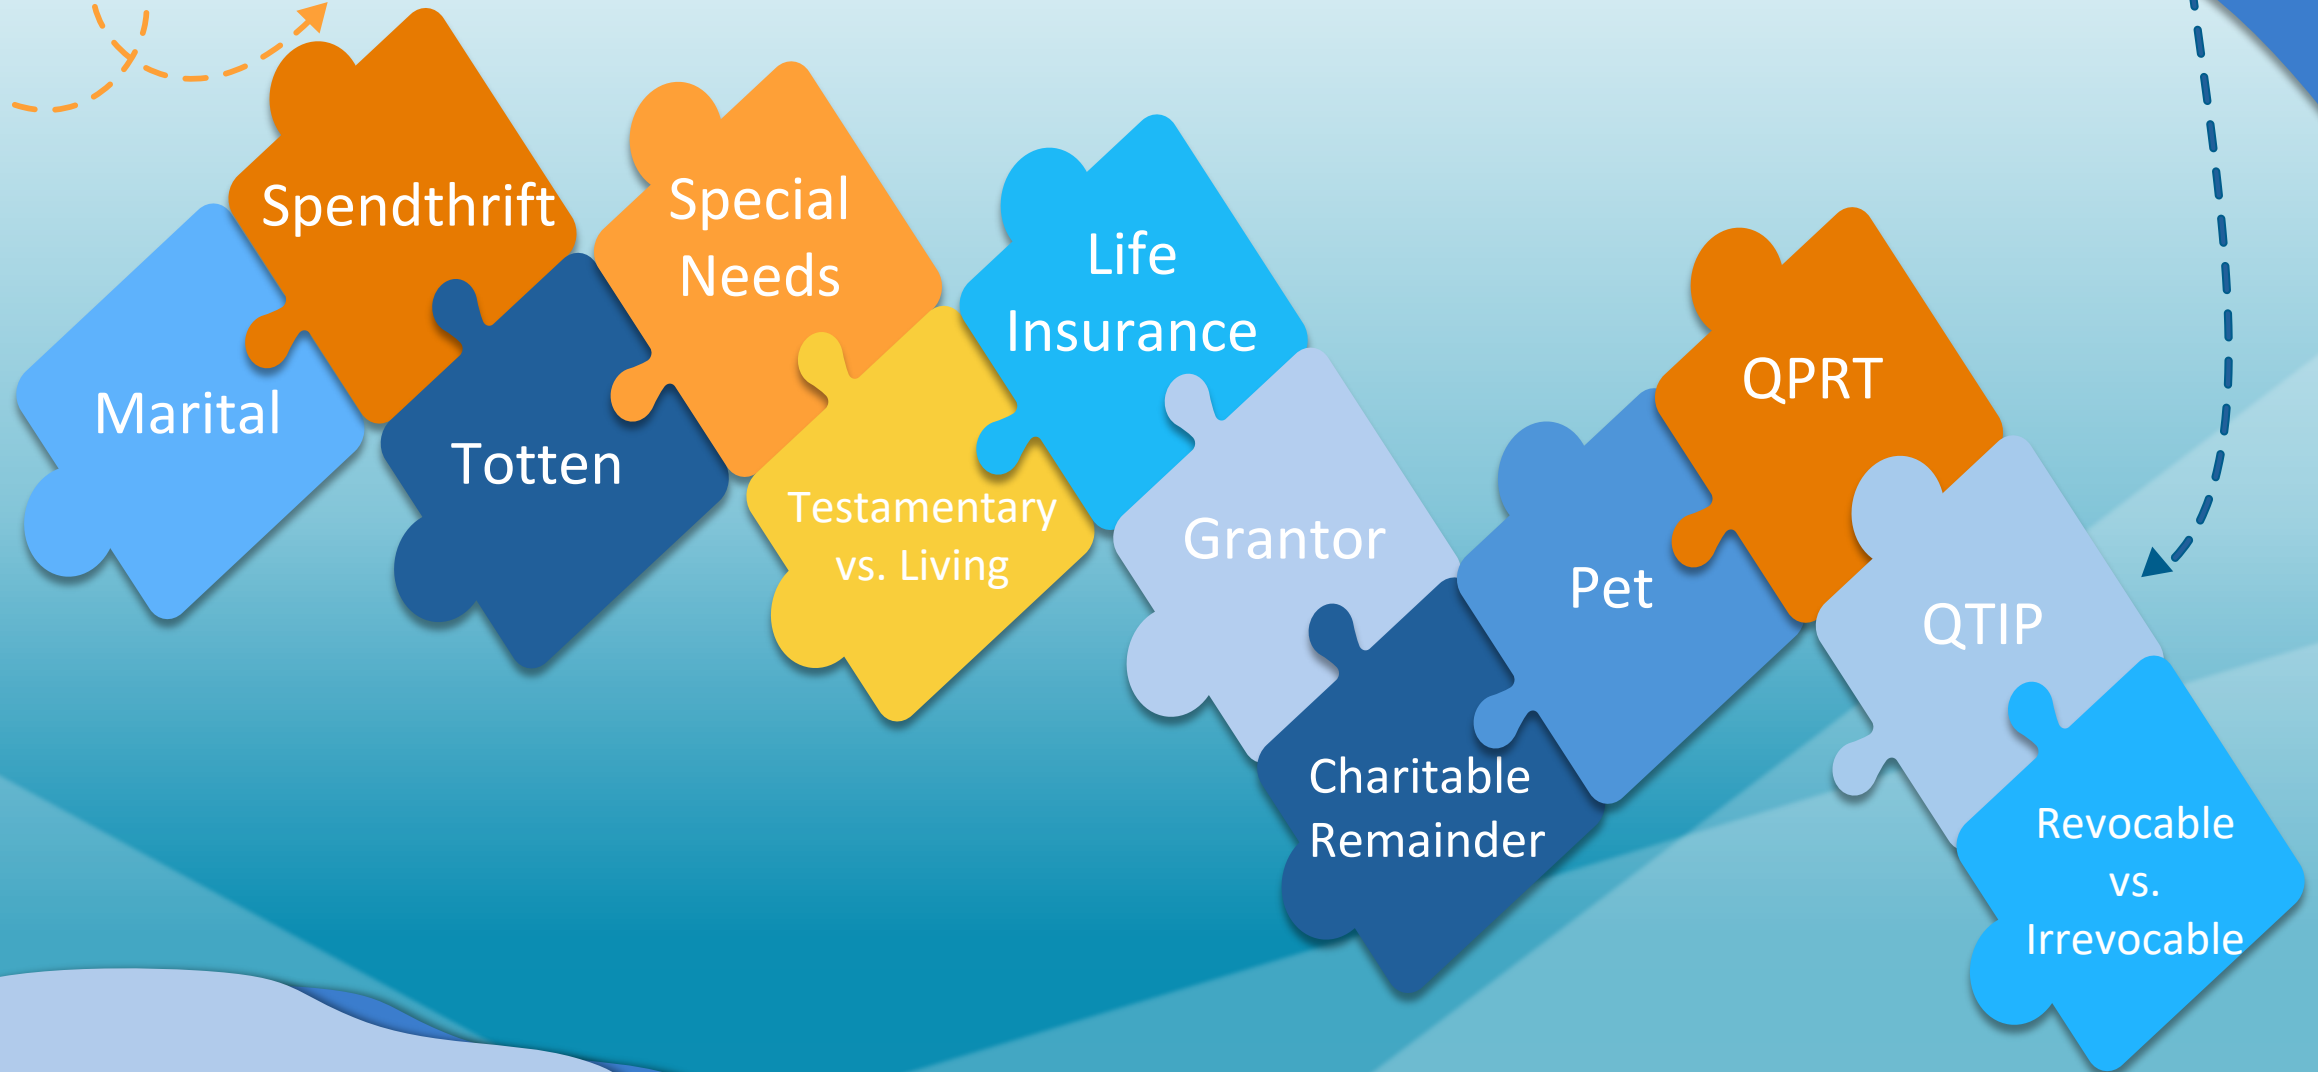 Marital
Spendthrift
Totten
Special
Needs
Testamentary
vs. Living
Life
Insurance
Grantor
Charitable
Remainder
Pet
QPRT
QTIP
Revocable
vs.
Irrevocable